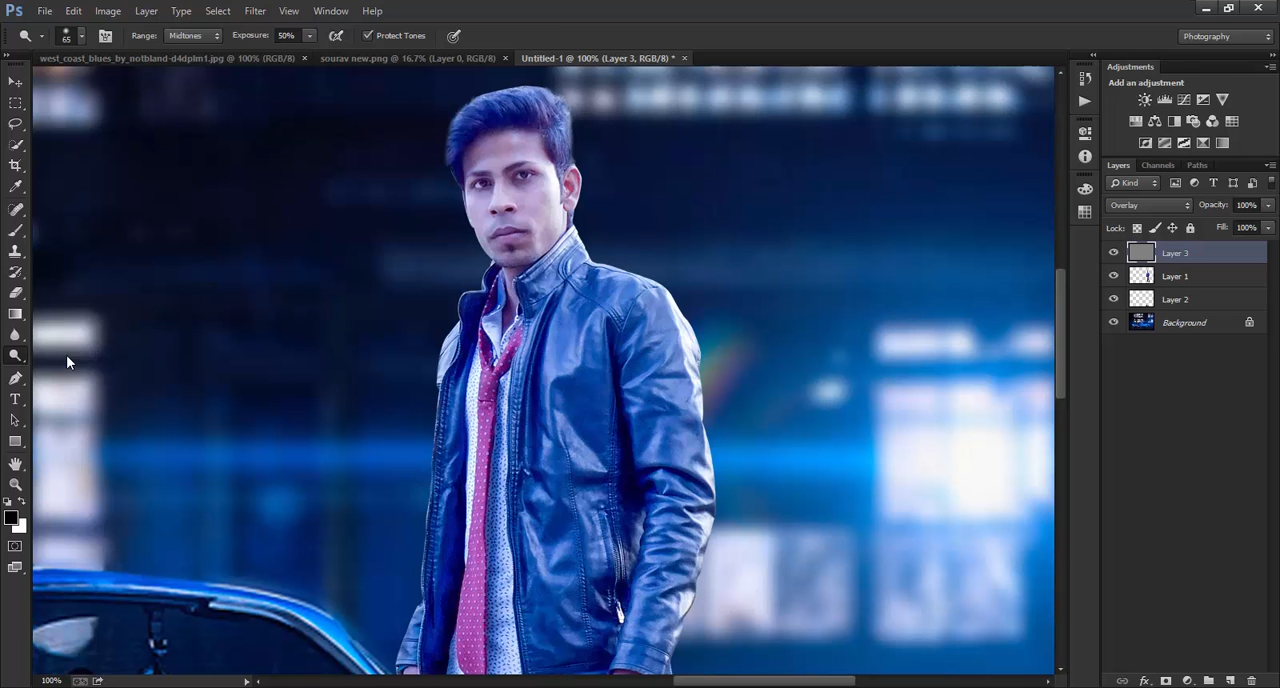 Ps File Edit Image Layer Type Select Filter View Window Help
65 Range: Midtones Exposure: 50% Protect Tones Photography
west_coast_blues_by_notbland-d4dplm1.jpg @ 100% (RGB/8) × sourav new.png @ 16.7% (Layer 0, RGB/8) × Untitled-1 @ 100% (Layer 3, RGB/8) * ×
Adjustments
Add an adjustment
Layers Channels Paths
Kind
Overlay Opacity: 100%
Lock: Fill: 100%
Layer 3
Layer 1
Layer 2
Background
100%